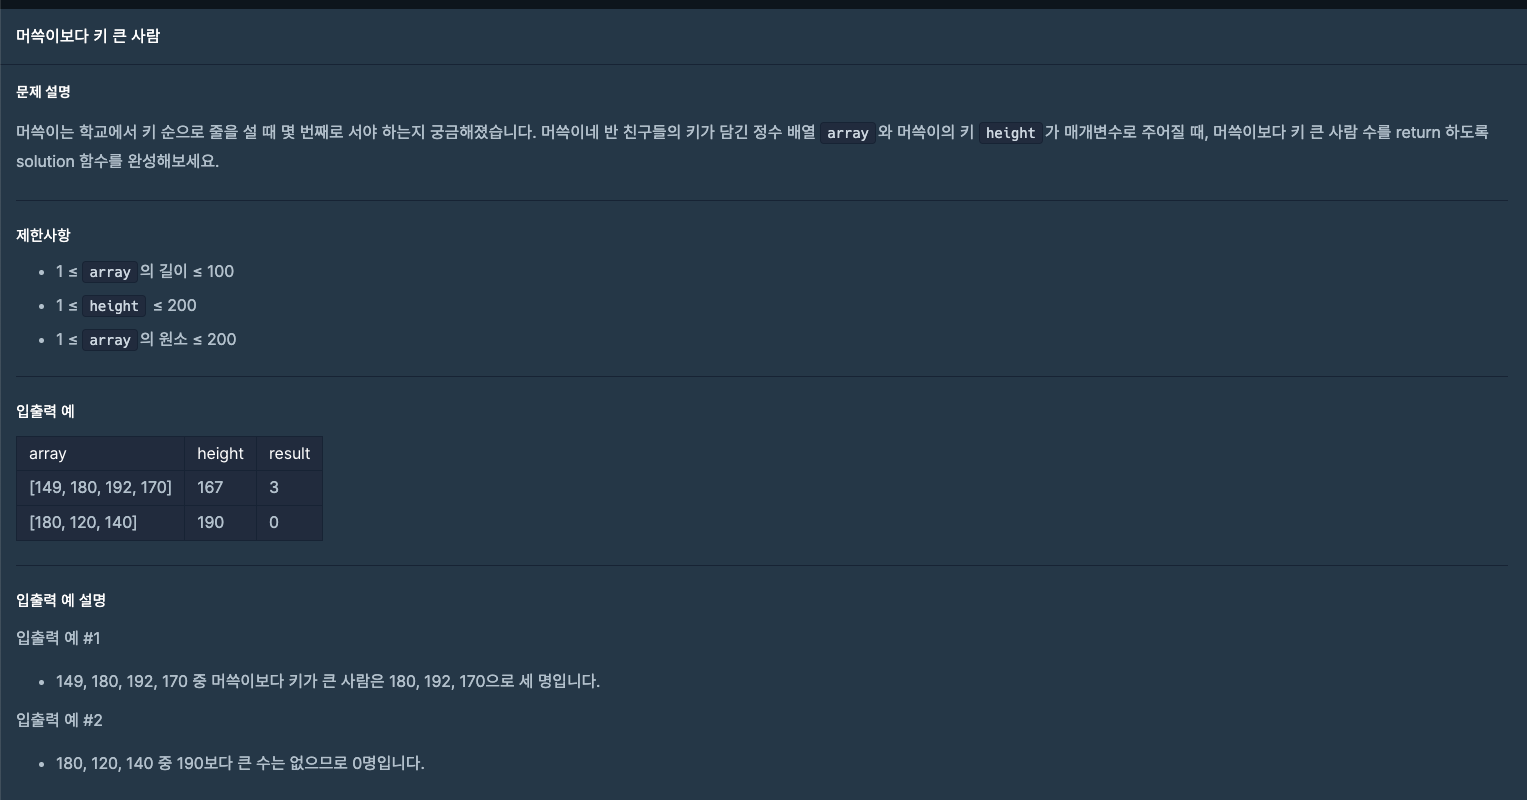 머쓱이보다 키 큰 사람
문제 설명
머쓱이는 학교에서 키 순으로 줄을 설 때 몇 번째로 서야 하는지 궁금해졌습니다. 머쓱이네 반 친구들의 키가 담긴 정수 배열 array 와 머쓱이의 키 height 가 매개변수로 주어질 때, 머쓱이보다 키 큰 사람 수를 return 하도록
solution 함수를 완성해보세요.
제한사항
• 1 ≤ array 의 길이 ≤ 100
• 1 ≤ height ≤ 200
• 1 ≤ array 의 원소 ≤ 200
입출력 예
array height result
[149, 180, 192, 170] 167 3
[180, 120, 140] 190 0
입출력 예 설명
입출력 예 #1
• 149, 180, 192, 170 중 머쓱이보다 키가 큰 사람은 180, 192, 170으로 세 명입니다.
입출력 예 #2
• 180, 120, 140 중 190보다 큰 수는 없으므로 0명입니다.